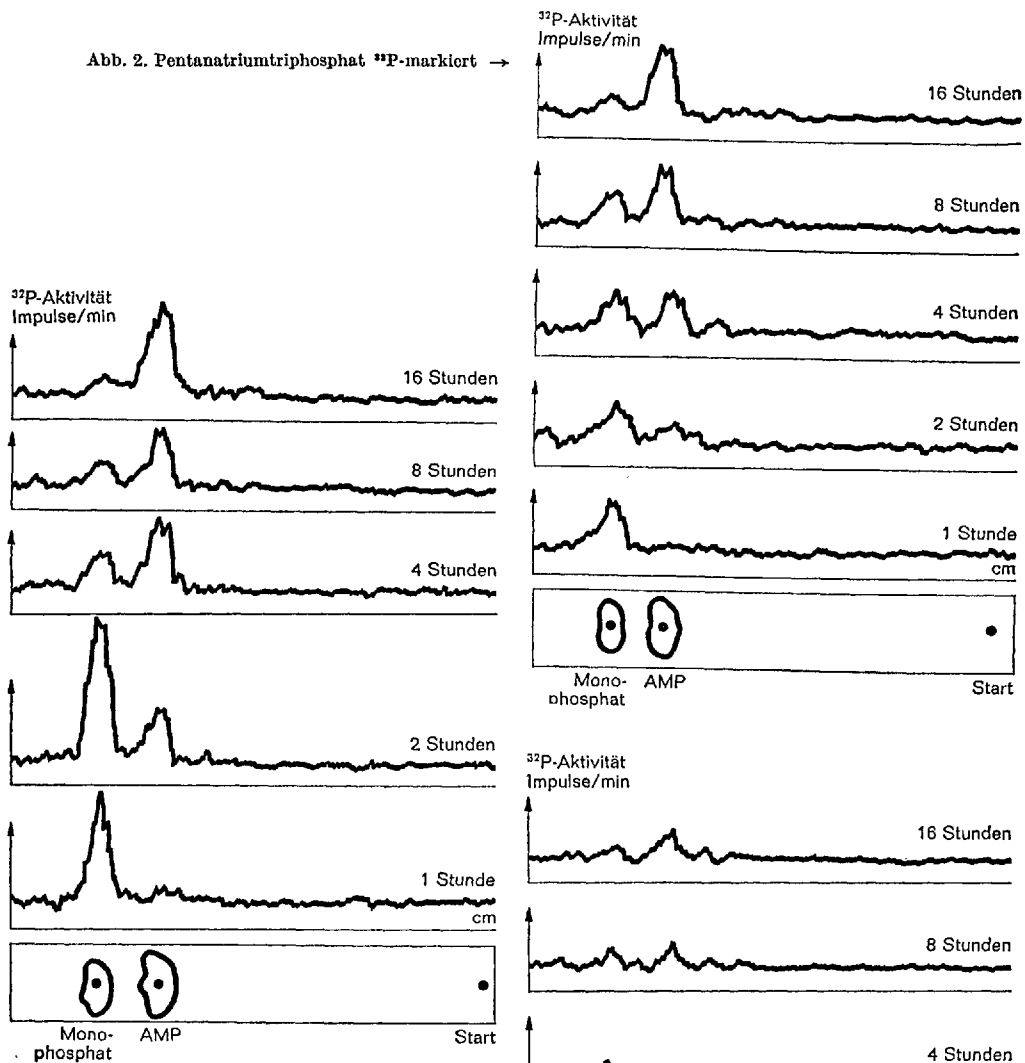 Abb. 2. Pentanatriumtriphosphat ³²P-markiert →
³²P-Aktivität
Impulse/min
16 Stunden
8 Stunden
4 Stunden
2 Stunden
1 Stunde
cm
Mono-
phosphat
AMP
Start
³²P-Aktivität
Impulse/min
16 Stunden
8 Stunden
4 Stunden
2 Stunden
1 Stunde
cm
Mono-
phosphat
AMP
Start
³²P-Aktivität
Impulse/min
16 Stunden
8 Stunden
4 Stunden